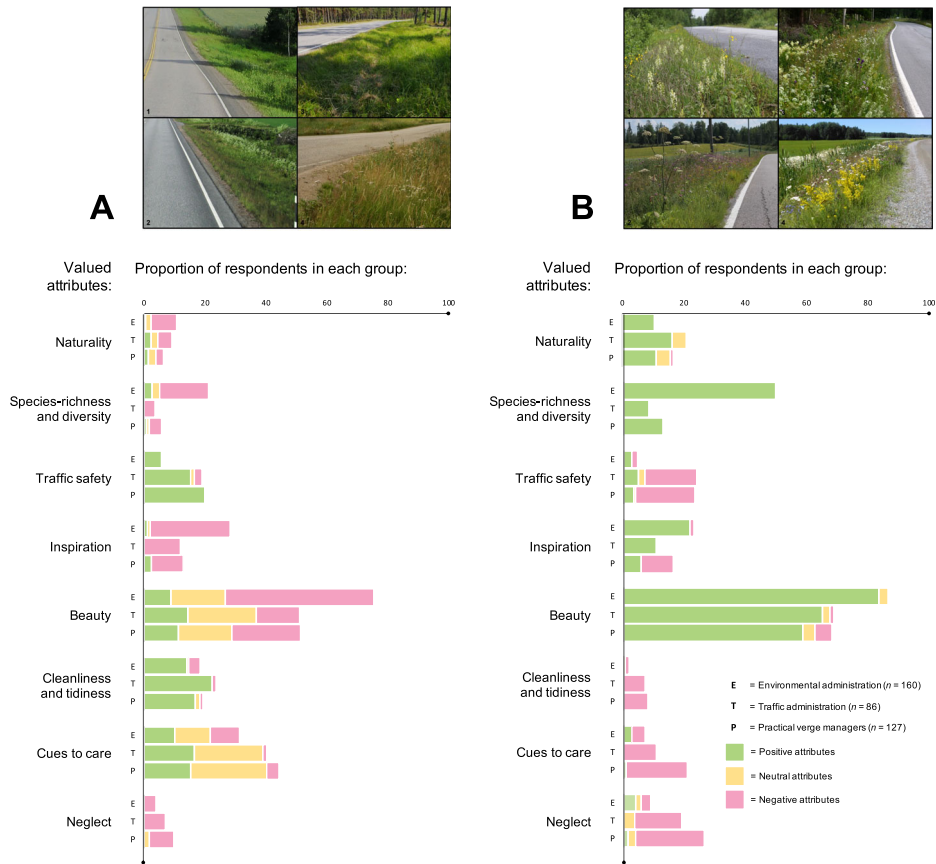 A
B
1
2
4
4
Valued
attributes:
Proportion of respondents in each group:
0 20 40 60 80 100
E
Naturality T
P
E
Species-richness
and diversity T
P
E
Traffic safety T
P
E
Inspiration T
P
E
Beauty T
P
E
Cleanliness
and tidiness T
P
E
Cues to care T
P
E
Neglect T
P
Valued
attributes:
Proportion of respondents in each group:
0 20 40 60 80 100
E
Naturality T
P
E
Species-richness
and diversity T
P
E
Traffic safety T
P
E
Inspiration T
P
E
Beauty T
P
E
Cleanliness
and tidiness T
P
E
Cues to care T
P
E
Neglect T
P
E = Environmental administration (n = 160)
T = Traffic administration (n = 86)
P = Practical verge managers (n = 127)
= Positive attributes
= Neutral attributes
= Negative attributes